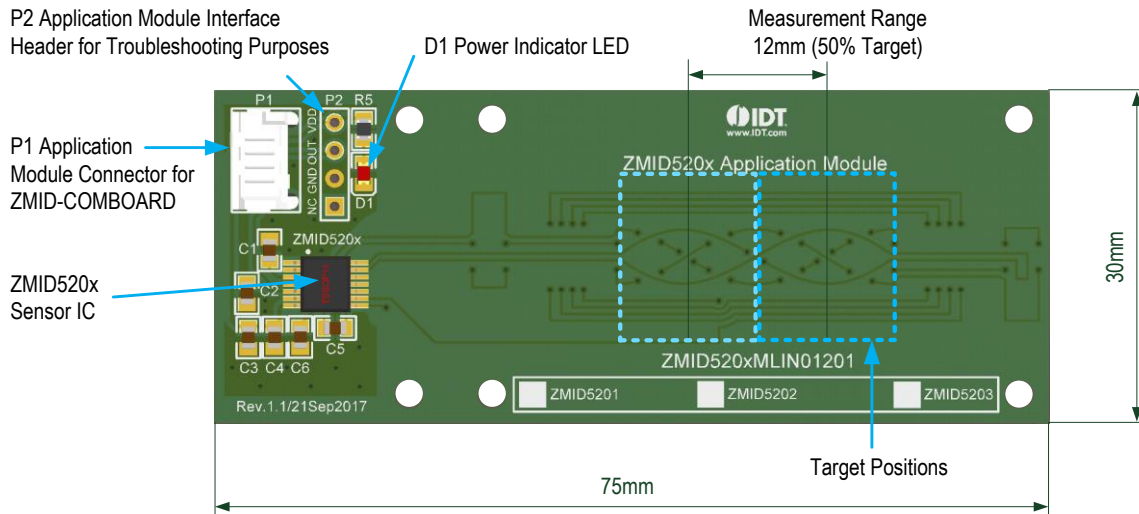 P2 Application Module Interface
Header for Troubleshooting Purposes
D1 Power Indicator LED
Measurement Range
12mm (50% Target)
P1 Application
Module Connector for
ZMID-COMBOARD
ZMID520x
Sensor IC
P1
P2
R5
VDD
OUT
GND
NC
D1
IDT
www.IDT.com
ZMID520x Application Module
ZMID520x
C1
C2
C3
C4
C6
C5
TSSOP14
Rev.1.1/21Sep2017
ZMID520xMLIN01201
ZMID5201
ZMID5202
ZMID5203
30mm
Target Positions
75mm